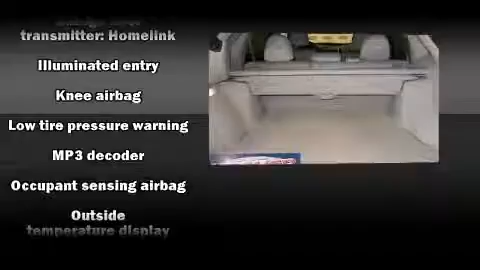 transmitter: Homelink
Illuminated entry
Knee airbag
Low tire pressure warning
MP3 decoder
Occupant sensing airbag
Outside
temperature display